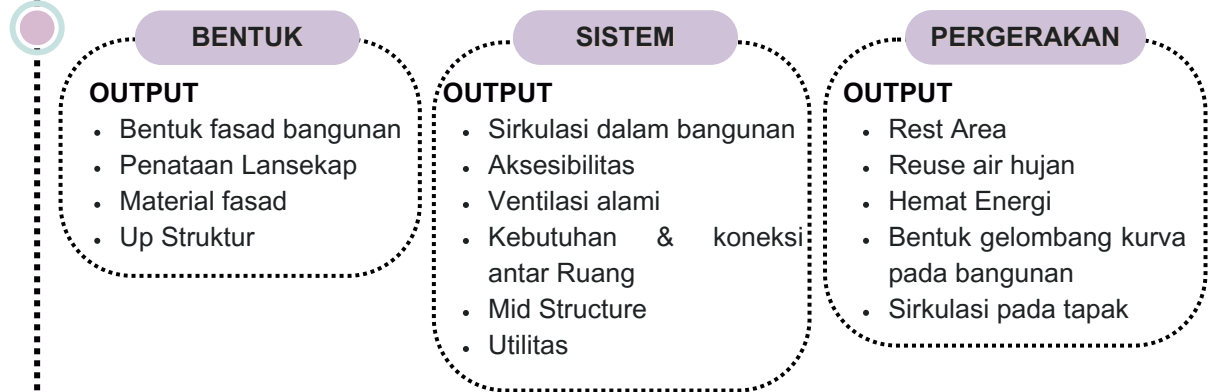 BENTUK
OUTPUT
• Bentuk fasad bangunan
• Penataan Lansekap
• Material fasad
• Up Struktur
SISTEM
OUTPUT
• Sirkulasi dalam bangunan
• Aksesibilitas
• Ventilasi alami
• Kebutuhan & koneksi
antar Ruang
• Mid Structure
• Utilitas
PERGERAKAN
OUTPUT
• Rest Area
• Reuse air hujan
• Hemat Energi
• Bentuk gelombang kurva
pada bangunan
• Sirkulasi pada tapak